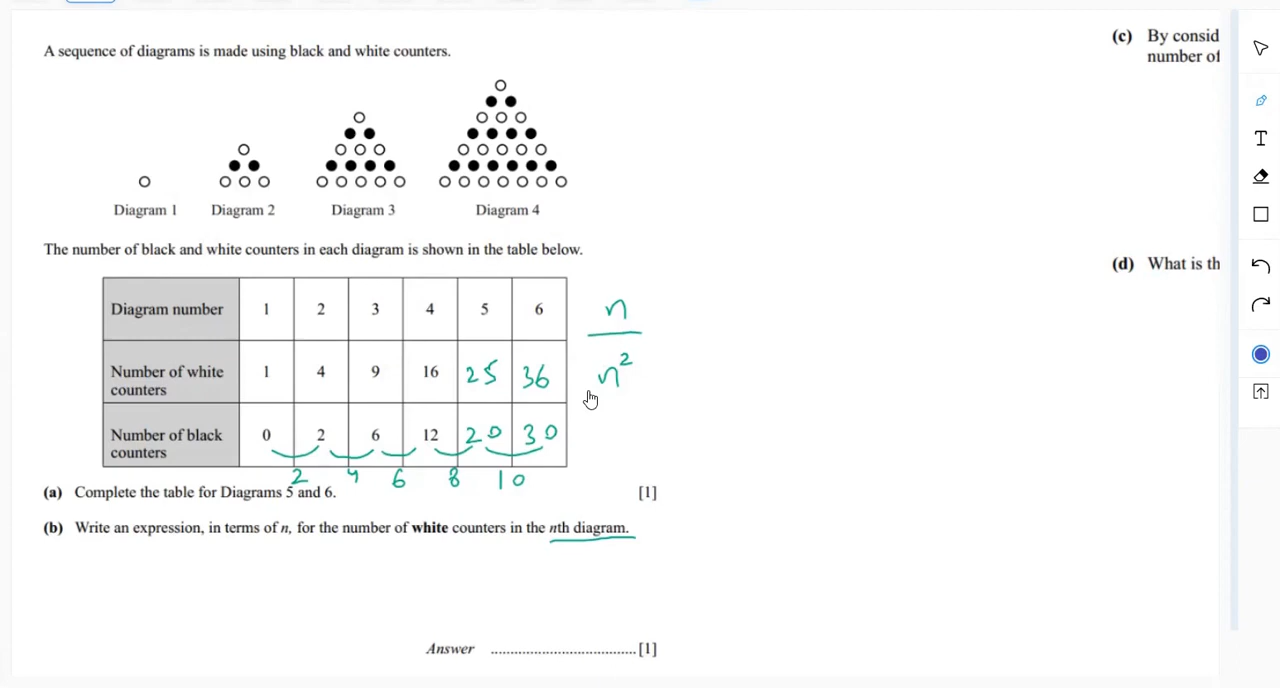 A sequence of diagrams is made using black and white counters.
Diagram 1 Diagram 2 Diagram 3 Diagram 4
The number of black and white counters in each diagram is shown in the table below.
Diagram number 1 2 3 4 5 6 n
Number of white counters 1 4 9 16 25 36 n²
Number of black counters 0 2 6 12 20 30
2 4 6 8 10
(a) Complete the table for Diagrams 5 and 6. [1]
(b) Write an expression, in terms of n, for the number of white counters in the nth diagram.
Answer ..................................... [1]
(c) By consid
number of
(d) What is th
T